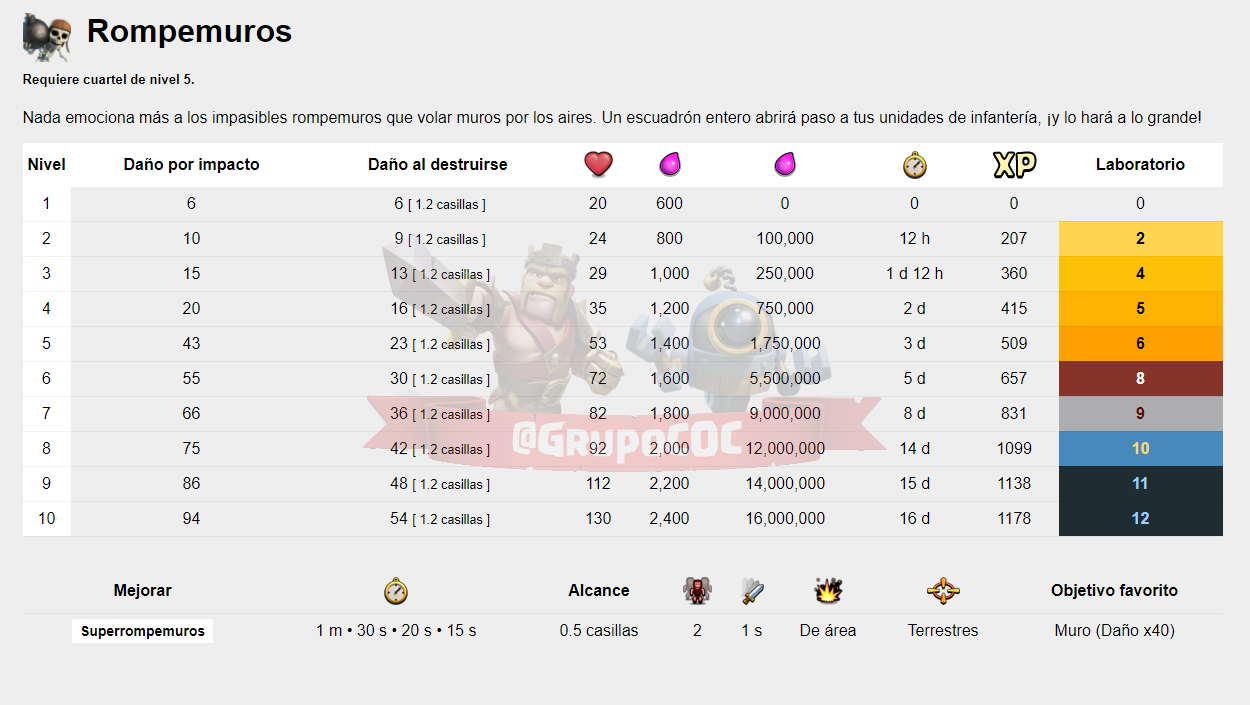 Rompemuros
Requiere cuartel de nivel 5.
Nada emociona más a los impasibles rompemuros que volar muros por los aires. Un escuadrón entero abrirá paso a tus unidades de infantería, ¡y lo hará a lo grande!
Nivel Daño por impacto Daño al destruirse XP Laboratorio
1 6 6 [ 1.2 casillas ] 20 600 0 0 0 0
2 10 9 [ 1.2 casillas ] 24 800 100,000 12 h 207 2
3 15 13 [ 1.2 casillas ] 29 1,000 250,000 1 d 12 h 360 4
4 20 16 [ 1.2 casillas ] 35 1,200 750,000 2 d 415 5
5 43 23 [ 1.2 casillas ] 53 1,400 1,750,000 3 d 509 6
6 55 30 [ 1.2 casillas ] 72 1,600 5,500,000 5 d 657 8
7 66 36 [ 1.2 casillas ] 82 1,800 9,000,000 8 d 831 9
8 75 42 [ 1.2 casillas ] 92 2,000 12,000,000 14 d 1099 10
9 86 48 [ 1.2 casillas ] 112 2,200 14,000,000 15 d 1138 11
10 94 54 [ 1.2 casillas ] 130 2,400 16,000,000 16 d 1178 12
@GrupoCOC
Mejorar Alcance Objetivo favorito
Superrompemuros 1 m • 30 s • 20 s • 15 s 0.5 casillas 2 1 s De área Terrestres Muro (Daño x40)